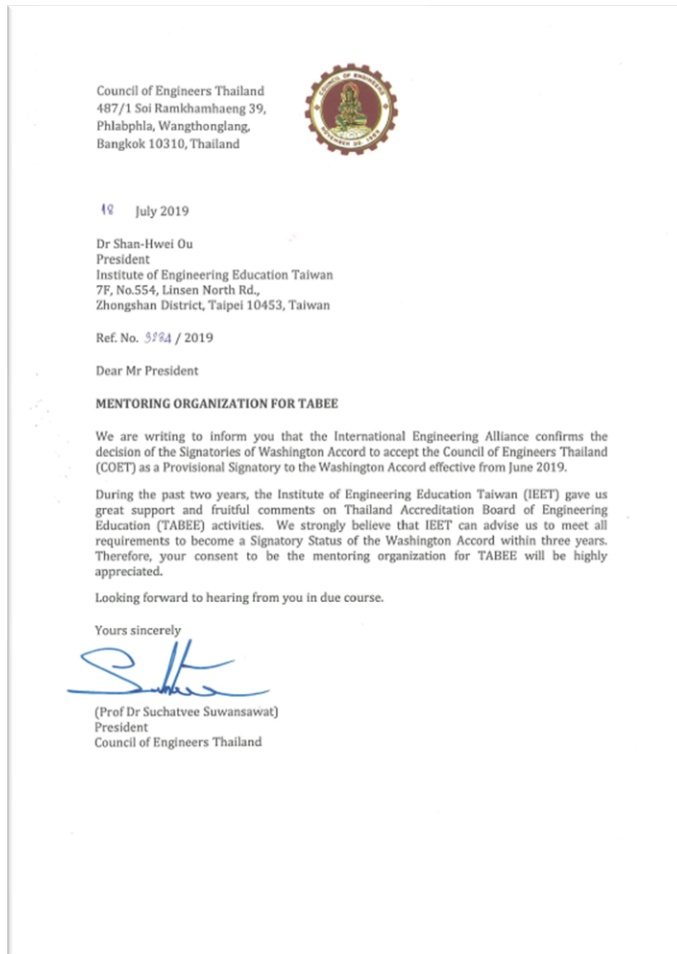 Council of Engineers Thailand
487/1 Soi Ramkhamhaeng 39,
Phlabphla, Wangthonglang,
Bangkok 10310, Thailand
COUNCIL OF ENGINEERS
NOVEMBER 20, 1999
18 July 2019
Dr Shan-Hwei Ou
President
Institute of Engineering Education Taiwan
7F, No.554, Linsen North Rd.,
Zhongshan District, Taipei 10453, Taiwan
Ref. No. / 2019
Dear Mr President
MENTORING ORGANIZATION FOR TABEE
We are writing to inform you that the International Engineering Alliance confirms the
decision of the Signatories of Washington Accord to accept the Council of Engineers Thailand
(COET) as a Provisional Signatory to the Washington Accord effective from June 2019.
During the past two years, the Institute of Engineering Education Taiwan (IEET) gave us
great support and fruitful comments on Thailand Accreditation Board of Engineering
Education (TABEE) activities. We strongly believe that IEET can advise us to meet all
requirements to become a Signatory Status of the Washington Accord within three years.
Therefore, your consent to be the mentoring organization for TABEE will be highly
appreciated.
Looking forward to hearing from you in due course.
Yours sincerely
(Prof Dr Suchatvee Suwansawat)
President
Council of Engineers Thailand